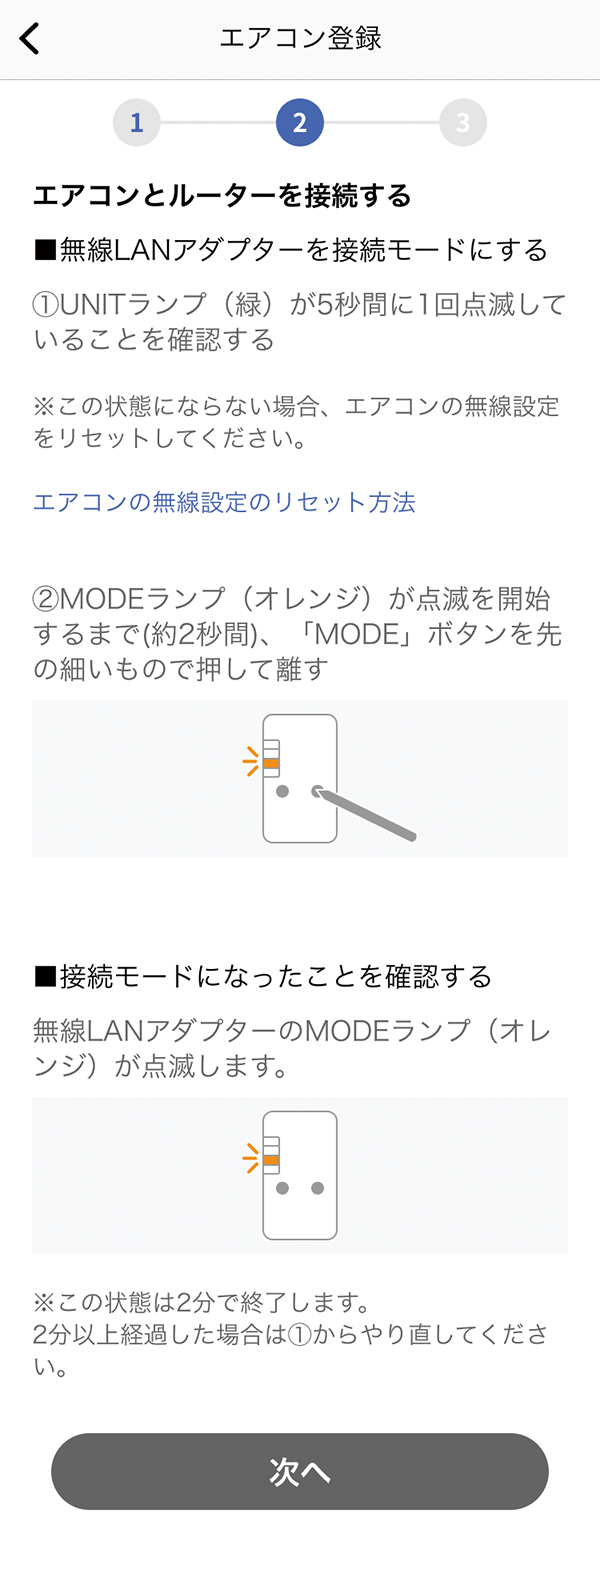 エアコン登録
1
2
3
エアコンとルーターを接続する
■無線LANアダプターを接続モードにする
①UNITランプ（緑）が5秒間に1回点滅して
いることを確認する
※この状態にならない場合、エアコンの無線設定
をリセットしてください。
エアコンの無線設定のリセット方法
②MODEランプ（オレンジ）が点滅を開始
するまで(約2秒間)、「MODE」ボタンを先
の細いもので押して離す
■接続モードになったことを確認する
無線LANアダプターのMODEランプ（オレ
ンジ）が点滅します。
※この状態は2分で終了します。
2分以上経過した場合は①からやり直してくださ
い。
次へ